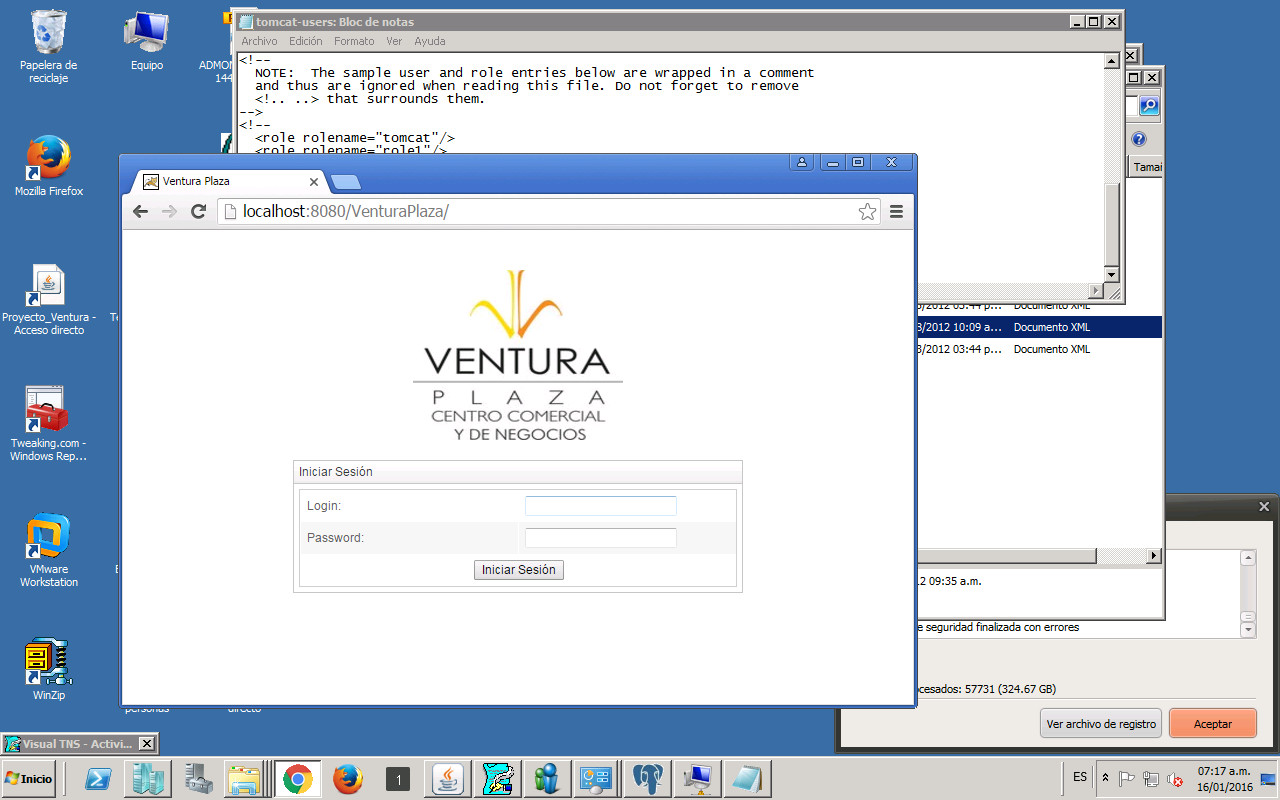 Papelera de
reciclaje
Equipo
ADMON
144
Mozilla Firefox
Proyecto_Ventura -
Acceso directo
Tweaking.com -
Windows Rep...
VMware
Workstation
WinZip
tomcat-users: Bloc de notas
Archivo Edición Formato Ver Ayuda
<!--
NOTE: The sample user and role entries below are wrapped in a comment
and thus are ignored when reading this file. Do not forget to remove
<!.. ..> that surrounds them.
-->
<!--
<role rolename="tomcat"/>
<role rolename="role1"/>
Tamai
Ventura Plaza
localhost:8080/VenturaPlaza/
VENTURA
PLAZA
CENTRO COMERCIAL
Y DE NEGOCIOS
Iniciar Sesión
Login:
Password:
Iniciar Sesión
3/2012 03:44 p... Documento XML
3/2012 10:09 a... Documento XML
3/2012 03:44 p... Documento XML
12 09:35 a.m.
e seguridad finalizada con errores
cesados: 57731 (324.67 GB)
Ver archivo de registro
Aceptar
personas
directo
Visual TNS - Activi...
Inicio
1
ES
07:17 a.m.
16/01/2016